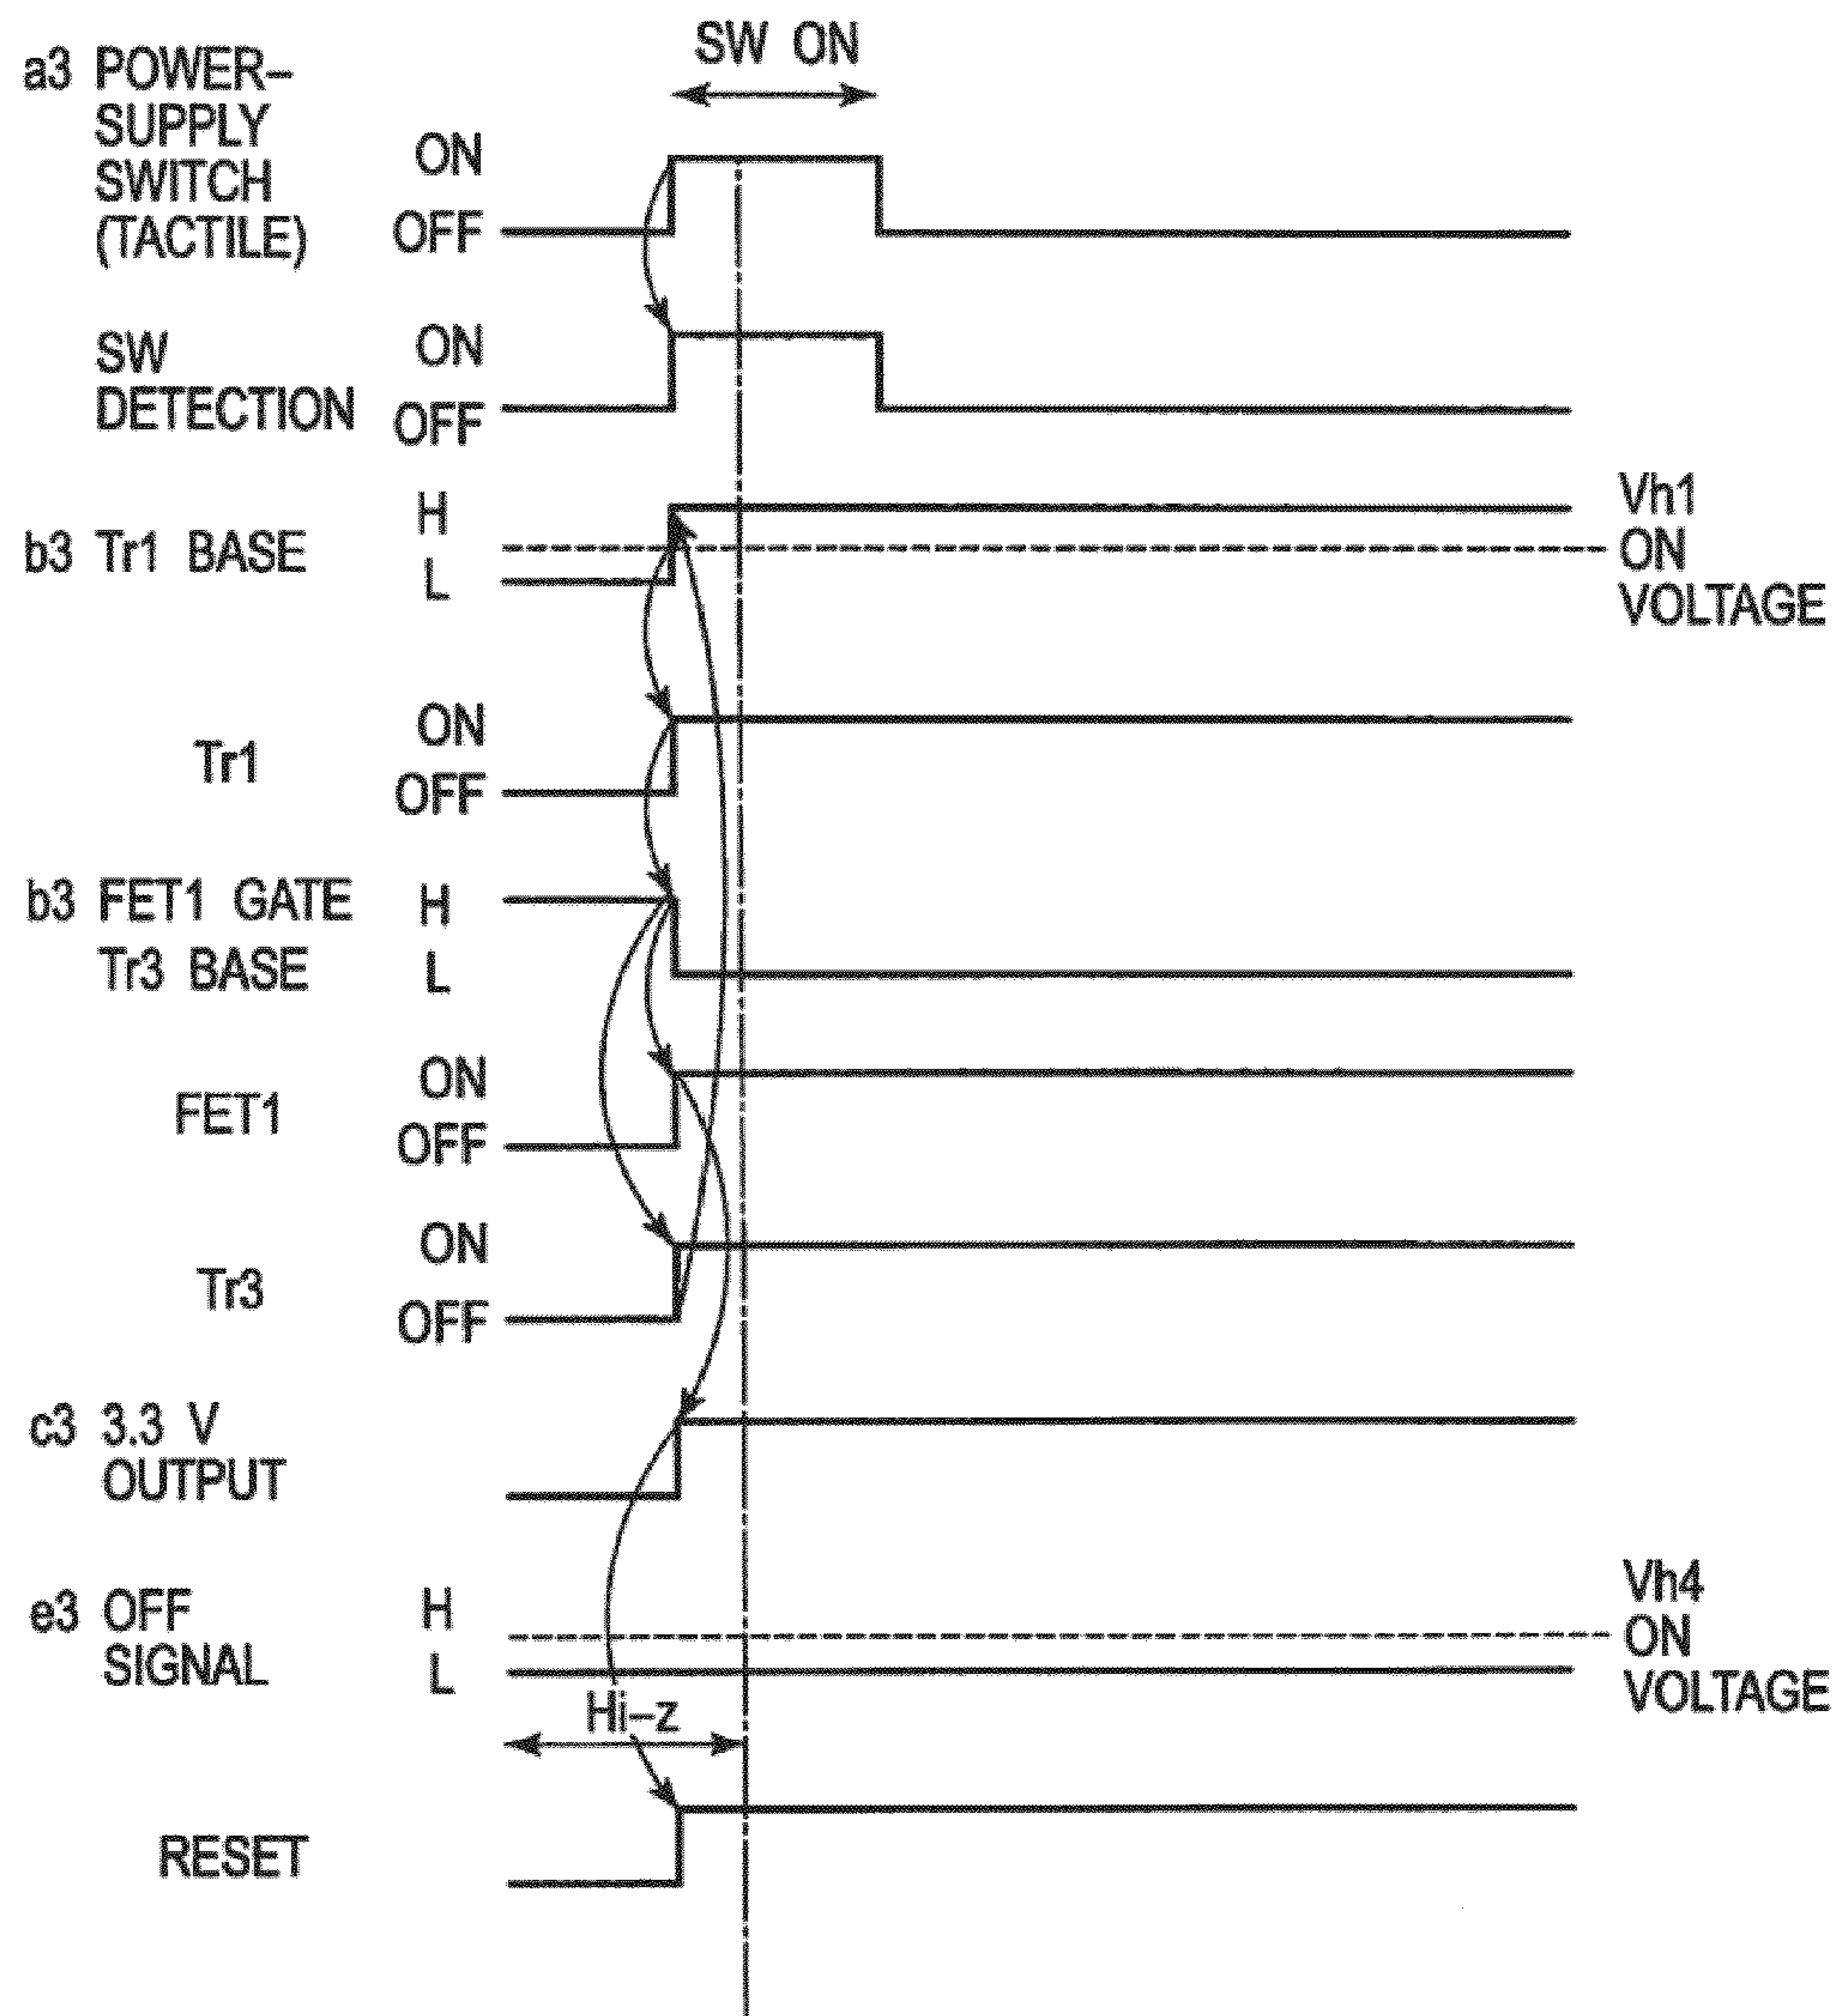 SW ON
a3 POWER–
SUPPLY
SWITCH
(TACTILE)
ON
OFF
SW
DETECTION
ON
OFF
b3 Tr1 BASE
H
L
Vh1
ON
VOLTAGE
Tr1
ON
OFF
b3 FET1 GATE
Tr3 BASE
H
L
FET1
ON
OFF
Tr3
ON
OFF
c3 3.3 V
OUTPUT
e3 OFF
SIGNAL
H
L
Vh4
ON
VOLTAGE
Hi–z
RESET